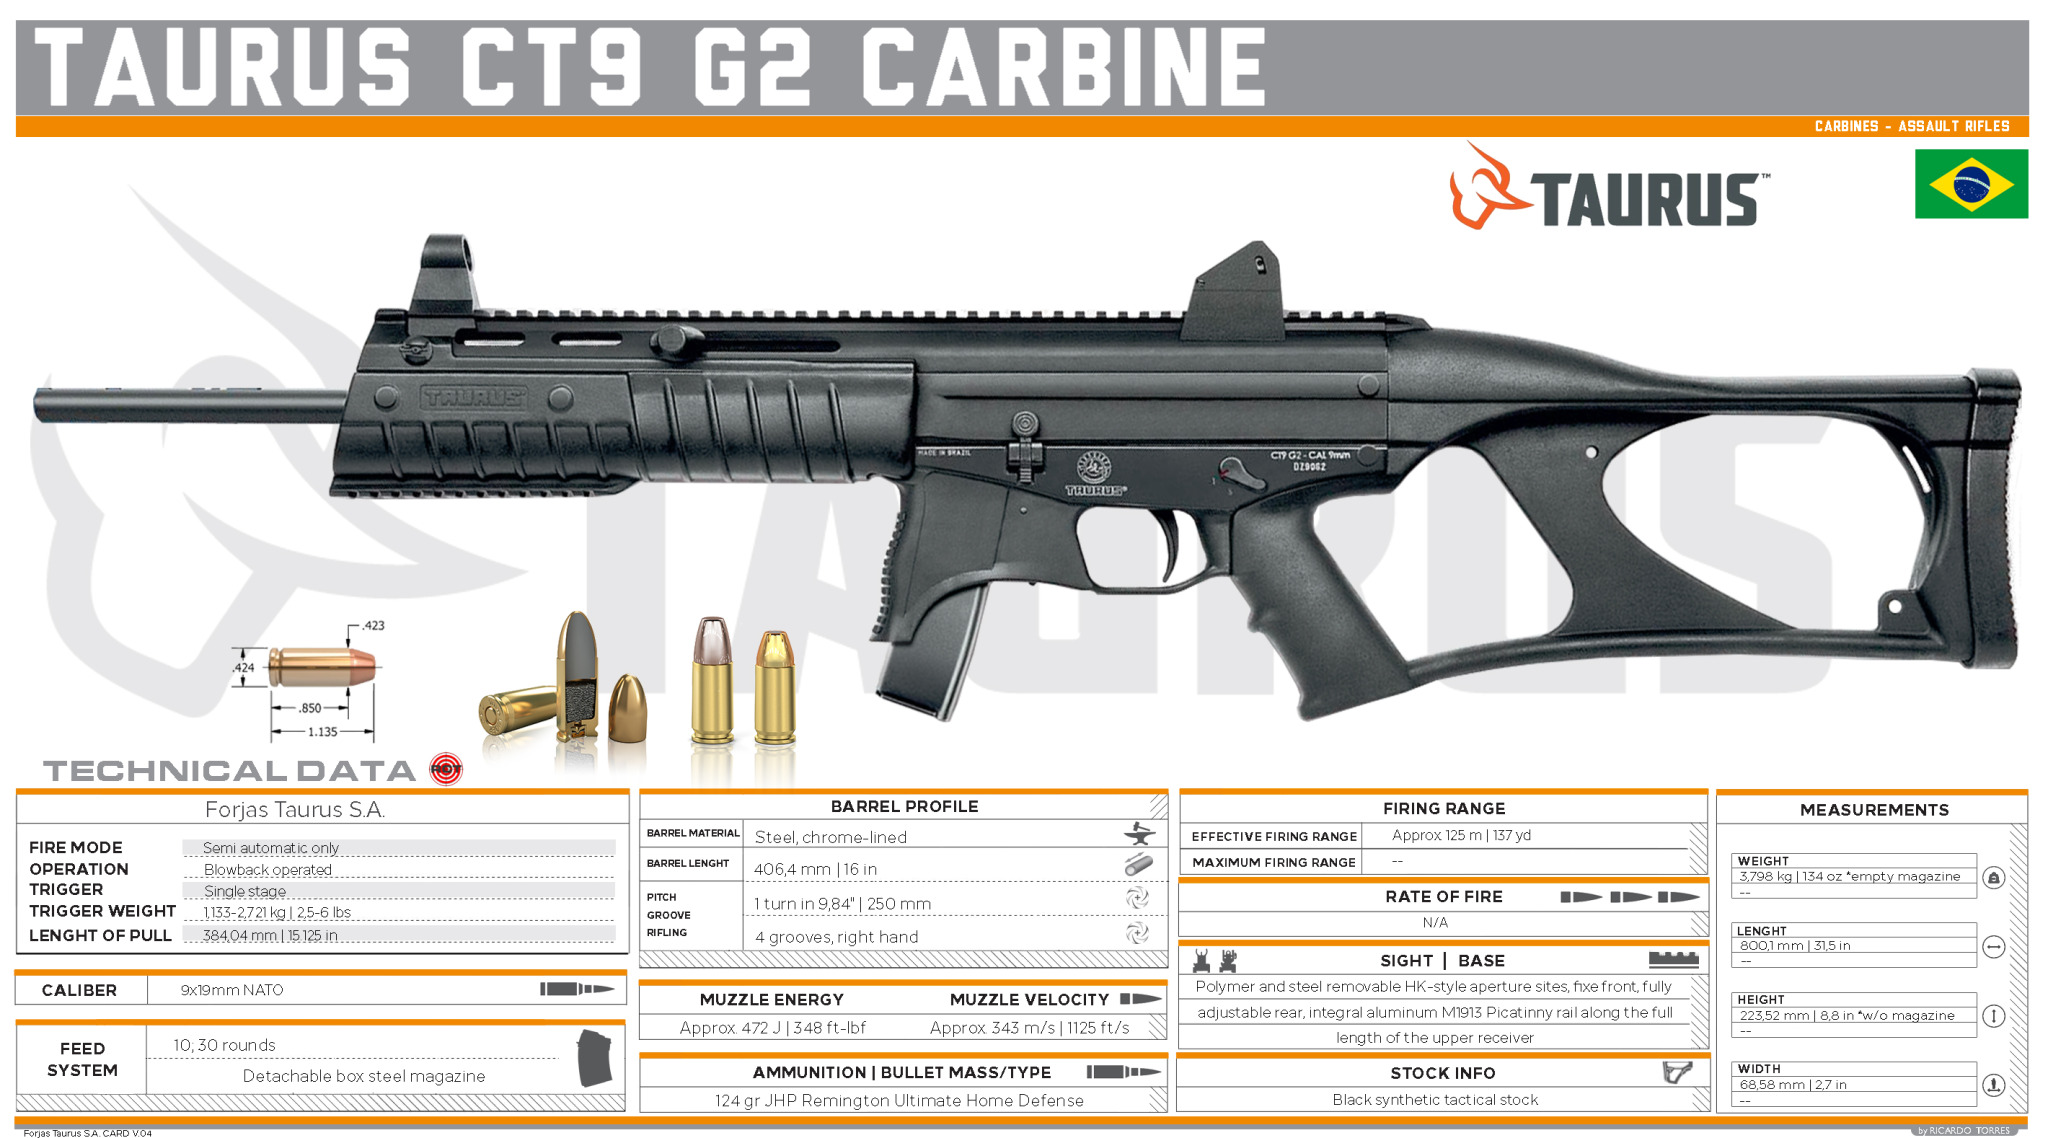 TAURUS CT9 G2 CARBINE
CARBINES - ASSAULT RIFLES
TAURUS™
TAURUS
TAURUS
MADE IN BRAZIL
TAURUS®
CT9 G2 - CAL 9mm
.423
.424
.850
1.135
TECHNICAL DATA
Forjas Taurus S.A.
FIRE MODE Semi automatic only
OPERATION Blowback operated
TRIGGER Single stage
TRIGGER WEIGHT 1,133-2,721 kg | 2,5-6 lbs
LENGHT OF PULL 384,04 mm | 15.125 in
CALIBER 9x19mm NATO
FEED SYSTEM
10; 30 rounds
Detachable box steel magazine
BARREL PROFILE
BARREL MATERIAL Steel, chrome-lined
BARREL LENGHT 406,4 mm | 16 in
PITCH
GROOVE
RIFLING
1 turn in 9,84" | 250 mm
4 grooves, right hand
MUZZLE ENERGY MUZZLE VELOCITY
Approx. 472 J | 348 ft-lbf Approx. 343 m/s | 1125 ft/s
AMMUNITION | BULLET MASS/TYPE
124 gr JHP Remington Ultimate Home Defense
FIRING RANGE
EFFECTIVE FIRING RANGE Approx 125 m | 137 yd
MAXIMUM FIRING RANGE --
RATE OF FIRE
N/A
SIGHT | BASE
Polymer and steel removable HK-style aperture sites, fixe front, fully
adjustable rear, integral aluminum M1913 Picatinny rail along the full
length of the upper receiver
STOCK INFO
Black synthetic tactical stock
MEASUREMENTS
WEIGHT
3,798 kg | 134 oz *empty magazine
--
LENGHT
800,1 mm | 31,5 in
--
HEIGHT
223,52 mm | 8,8 in *w/o magazine
--
WIDTH
68,58 mm | 2,7 in
--
Forjas Taurus S.A. CARD V.04
by RICARDO TORRES